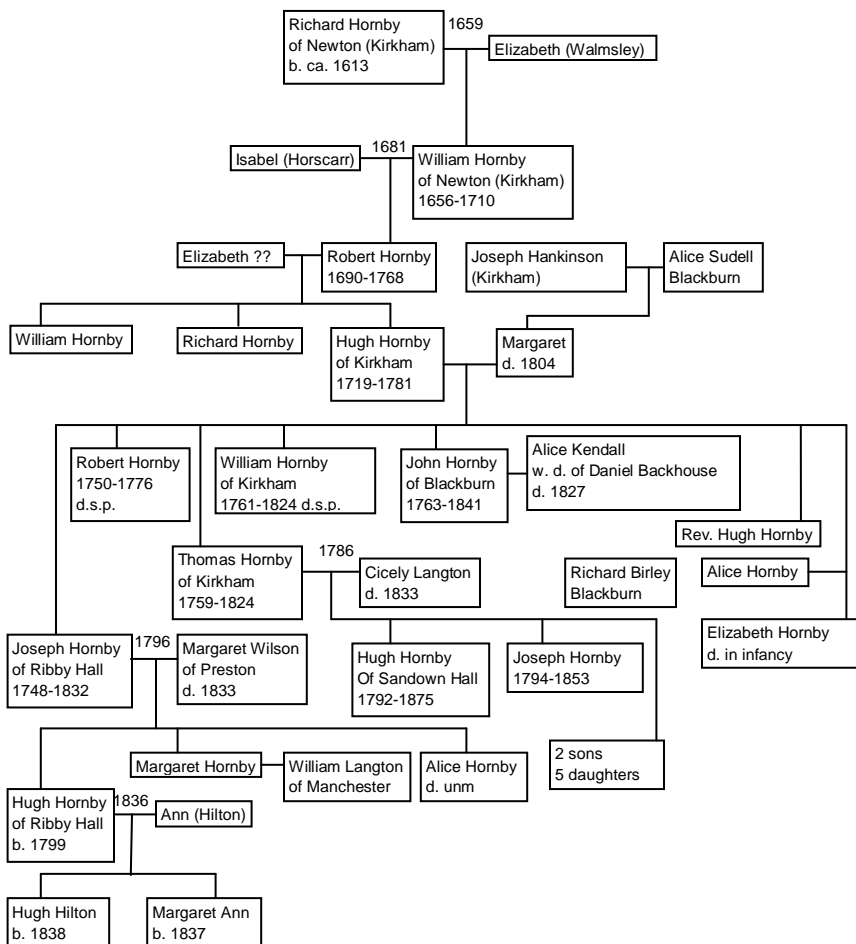 Richard Hornby
of Newton (Kirkham)
b. ca. 1613
1659
Elizabeth (Walmsley)
Isabel (Horscarr)
1681
William Hornby
of Newton (Kirkham)
1656-1710
Elizabeth ??
Robert Hornby
1690-1768
Joseph Hankinson
(Kirkham)
Alice Sudell
Blackburn
William Hornby
Richard Hornby
Hugh Hornby
of Kirkham
1719-1781
Margaret
d. 1804
Robert Hornby
1750-1776
d.s.p.
William Hornby
of Kirkham
1761-1824 d.s.p.
John Hornby
of Blackburn
1763-1841
Alice Kendall
w. d. of Daniel Backhouse
d. 1827
Rev. Hugh Hornby
Thomas Hornby
of Kirkham
1759-1824
1786
Cicely Langton
d. 1833
Richard Birley
Blackburn
Alice Hornby
Elizabeth Hornby
d. in infancy
Joseph Hornby
of Ribby Hall
1748-1832
1796
Margaret Wilson
of Preston
d. 1833
Hugh Hornby
Of Sandown Hall
1792-1875
Joseph Hornby
1794-1853
2 sons
5 daughters
Margaret Hornby
William Langton
of Manchester
Alice Hornby
d. unm
Hugh Hornby
of Ribby Hall
b. 1799
1836
Ann (Hilton)
Hugh Hilton
b. 1838
Margaret Ann
b. 1837